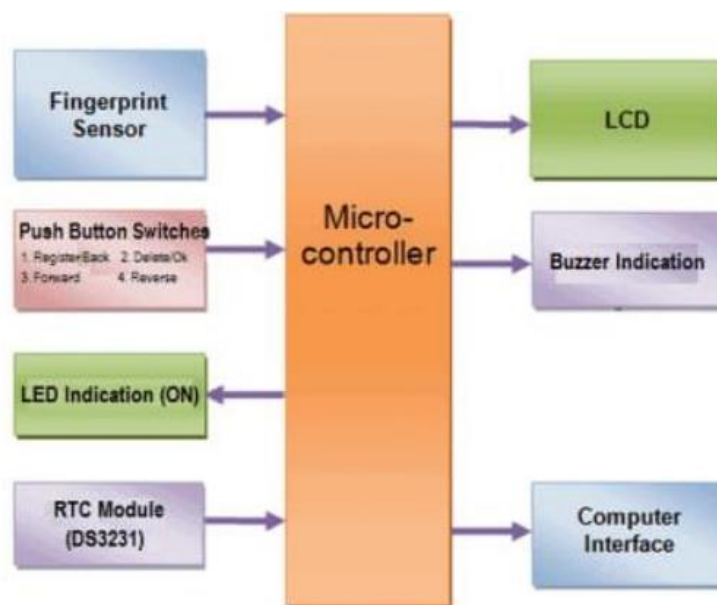 Fingerprint
Sensor
Push Button Switches
1. Register/Back 2. Delete/Ok
3. Forward 4. Reverse
LED Indication (ON)
RTC Module
(DS3231)
Micro-
controller
LCD
Buzzer Indication
Computer
Interface